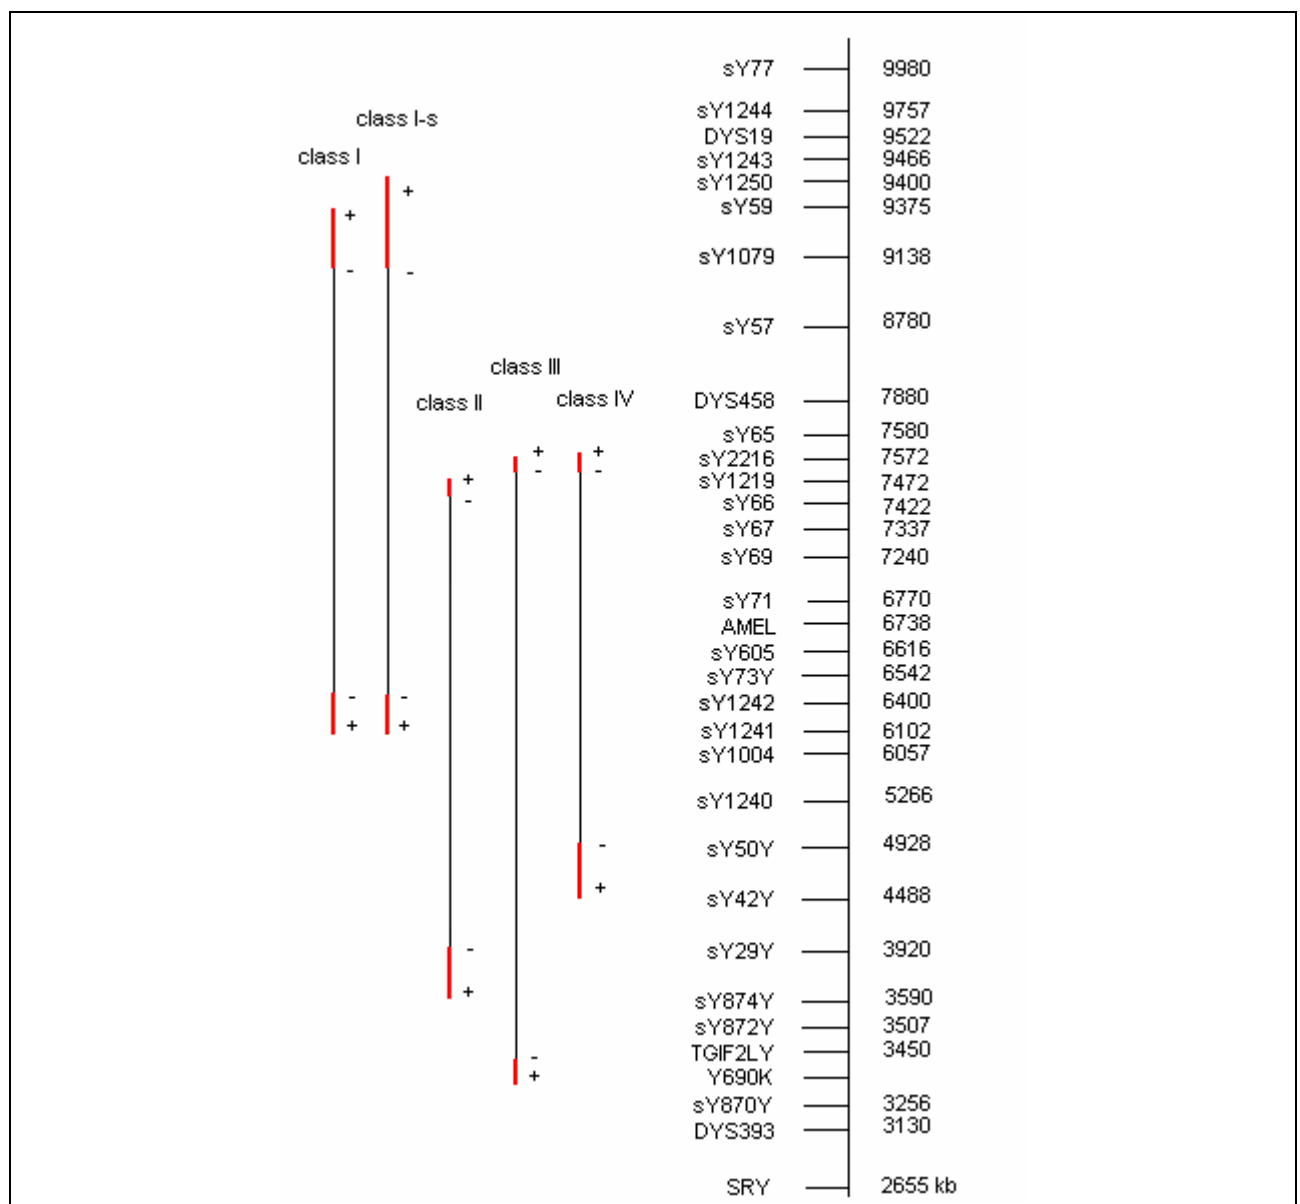 sY77 9980
sY1244 9757
class I-s
DYS19 9522
class I
sY1243 9466
sY1250 9400
+
sY59 9375
+
sY1079 9138
- -
sY57 8780
class III
class II
class IV
DYS458 7880
sY65 7580
+ +
sY2216 7572
- -
+
sY1219 7472
-
sY66 7422
sY67 7337
sY69 7240
sY71 6770
AMEL 6738
sY605 6616
sY73Y 6542
- -
sY1242 6400
+ +
sY1241 6102
sY1004 6057
sY1240 5266
-
sY50Y 4928
+
sY42Y 4488
-
sY29Y 3920
+
sY874Y 3590
sY872Y 3507
TGIF2LY 3450
-
+
Y690K
sY870Y 3256
DYS393 3130
SRY 2655 kb